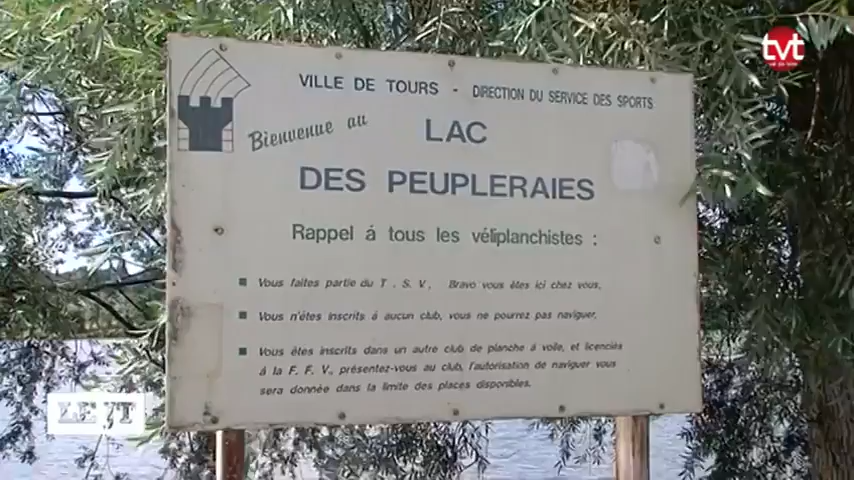 VILLE DE TOURS - DIRECTION DU SERVICE DES SPORTS
Bienvenue au LAC
DES PEUPLERAIES
Rappel á tous les véliplanchistes :
Vous faites partie du T . S . V, Bravo vous êtes ici chez vous,
Vous n'êtes inscrits á aucun club, vous ne pourrez pas naviguer,
Vous êtes inscrits dans un autre club de planche á voile, et licenciés
á la F. F. V., présentez-vous au club, l'autorisation de naviguer vous
sera donnée dans la limite des places disponibles.
tvt
LE JT